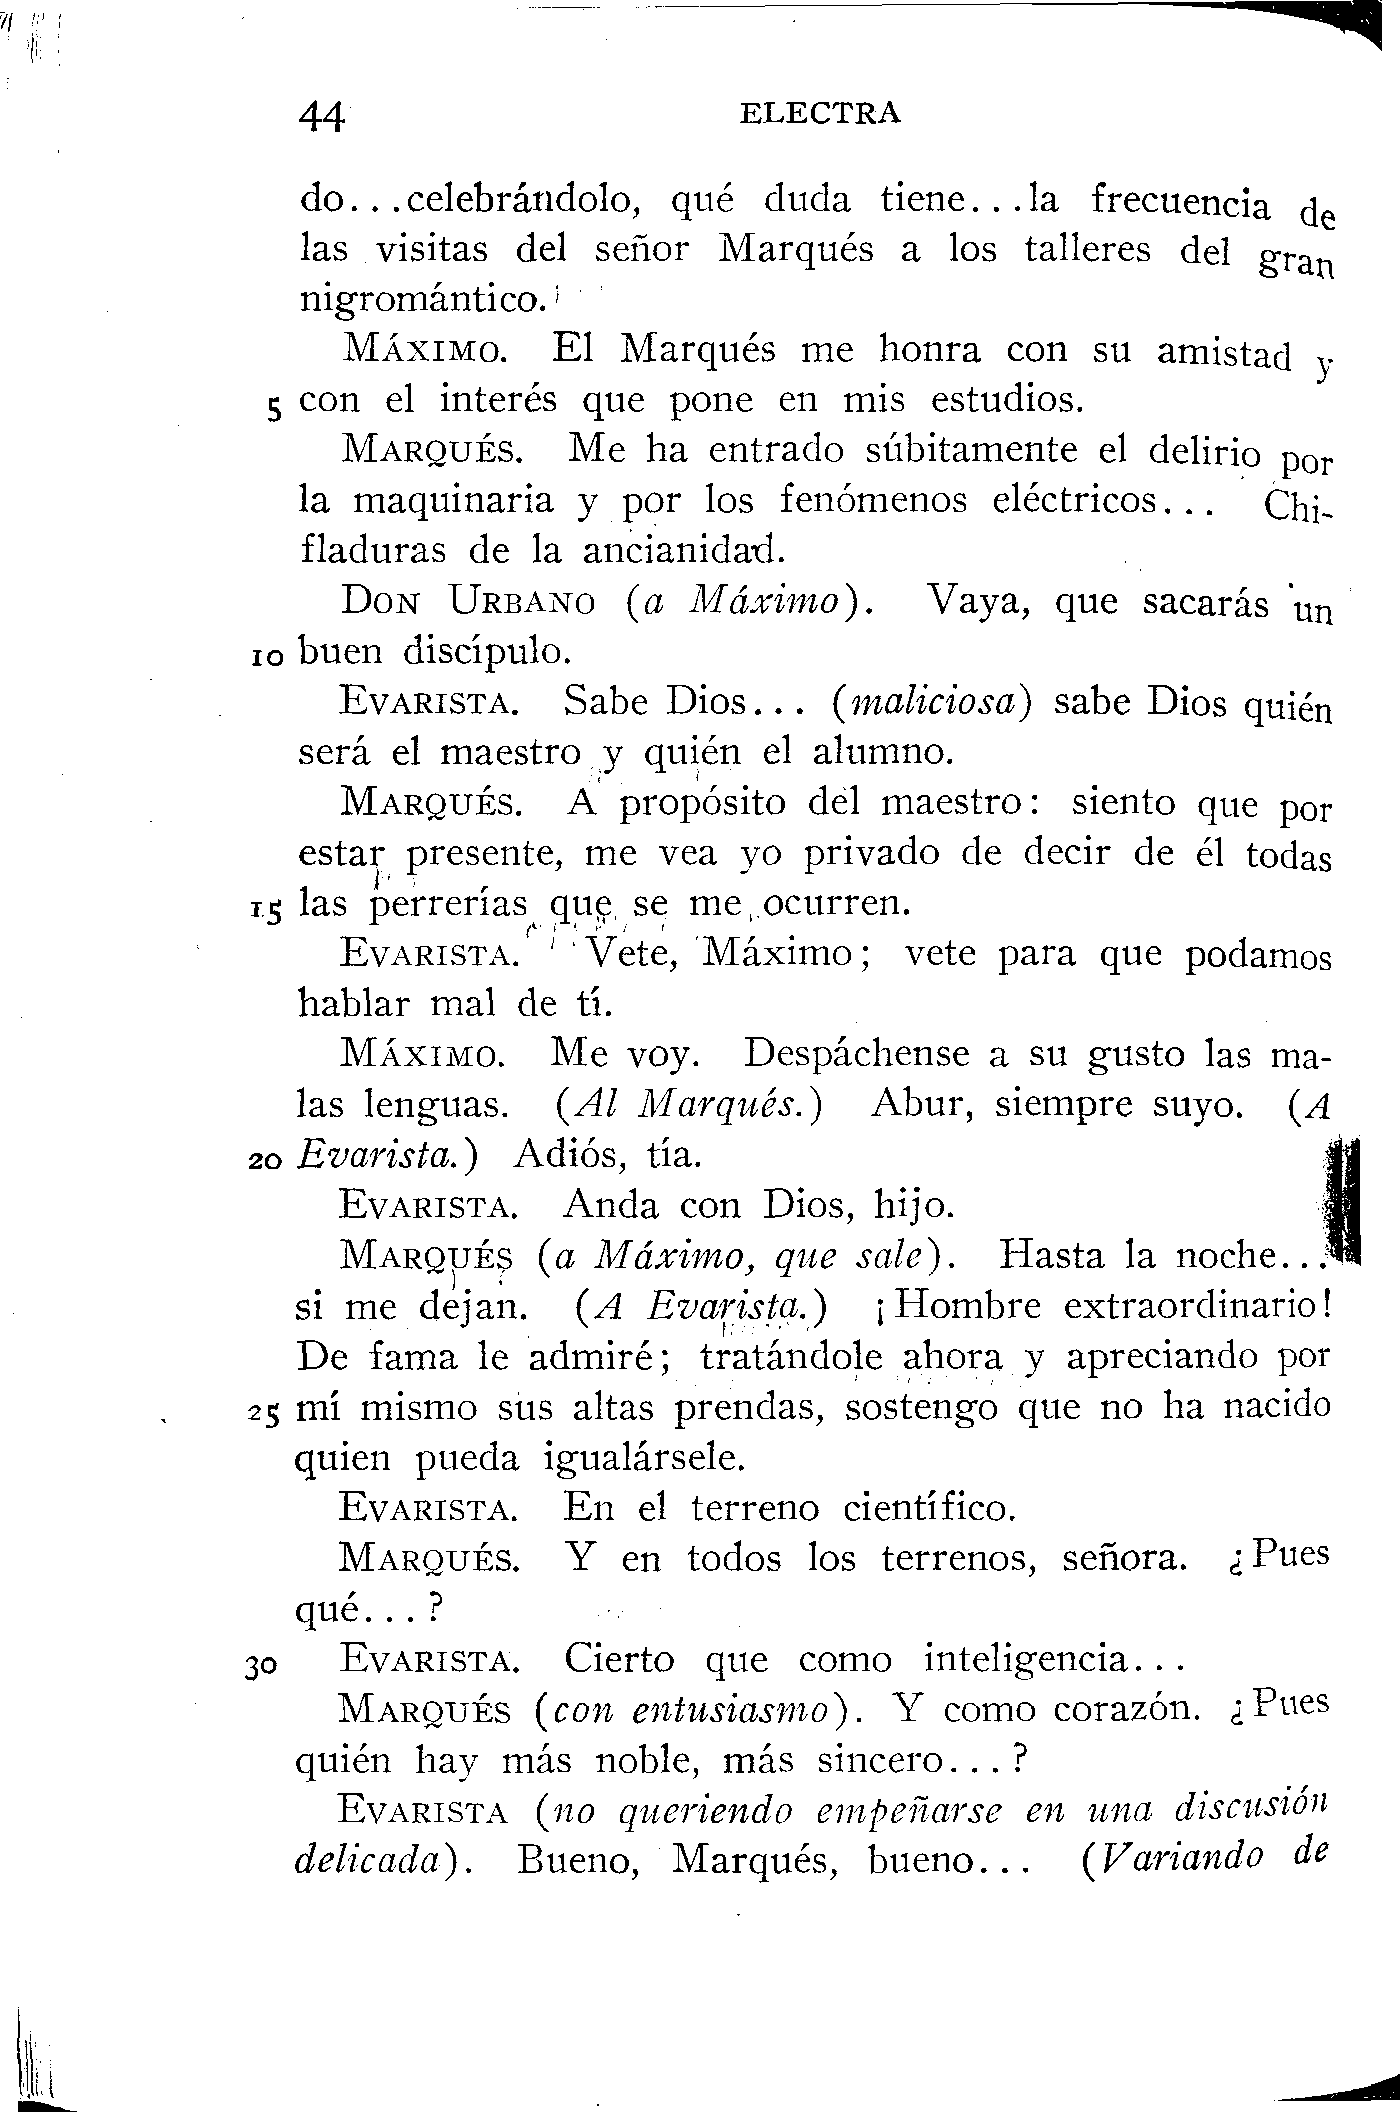 44 ELECTRA
do...celebrándolo, qué duda tiene...la frecuencia de
las visitas del señor Marqués a los talleres del gran
nigromántico.
MÁXIMO. El Marqués me honra con su amistad y
5 con el interés que pone en mis estudios.
MARQUÉS. Me ha entrado súbitamente el delirio por
la maquinaria y por los fenómenos eléctricos... Chi-
fladuras de la ancianidad.
DON URBANO (a Máximo). Vaya, que sacarás un
10 buen discípulo.
EVARISTA. Sabe Dios... (maliciosa) sabe Dios quién
será el maestro y quién el alumno.
MARQUÉS. A propósito del maestro: siento que por
estar presente, me vea yo privado de decir de él todas
15 las perrerías que se me ocurren.
EVARISTA. Vete, Máximo; vete para que podamos
hablar mal de tí.
MÁXIMO. Me voy. Despáchense a su gusto las ma-
las lenguas. (Al Marqués.) Abur, siempre suyo. (A
20 Evarista.) Adiós, tía.
EVARISTA. Anda con Dios, hijo.
MARQUÉS (a Máximo, que sale). Hasta la noche...
si me dejan. (A Evarista.) ¡Hombre extraordinario!
De fama le admiré; tratándole ahora y apreciando por
25 mí mismo sus altas prendas, sostengo que no ha nacido
quien pueda igualársele.
EVARISTA. En el terreno científico.
MARQUÉS. Y en todos los terrenos, señora. ¿Pues
qué...?
30 EVARISTA. Cierto que como inteligencia...
MARQUÉS (con entusiasmo). Y como corazón. ¿Pues
quién hay más noble, más sincero...?
EVARISTA (no queriendo empeñarse en una discusión
delicada). Bueno, Marqués, bueno... (Variando de